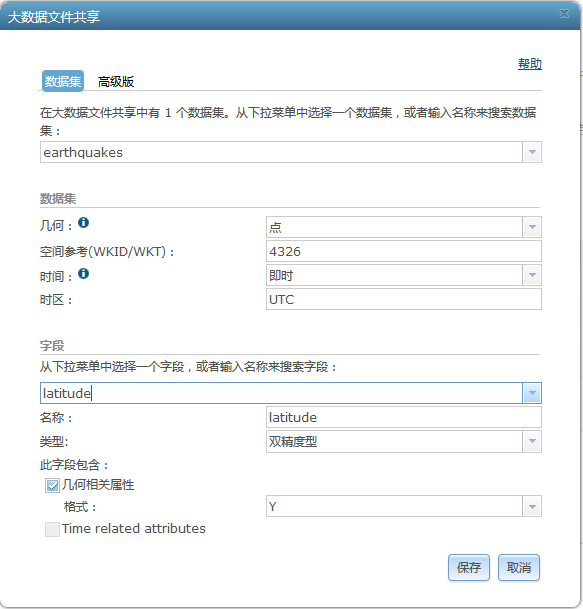 大数据文件共享
帮助
数据集 高级版
在大数据文件共享中有 1 个数据集。从下拉菜单中选择一个数据集，或者输入名称来搜索数据
集：
earthquakes
数据集
几何： 点
空间参考(WKID/WKT)： 4326
时间： 即时
时区： UTC
字段
从下拉菜单中选择一个字段，或者输入名称来搜索字段：
latitude
名称： latitude
类型: 双精度型
此字段包含：
几何相关属性
格式： Y
Time related attributes
保存 取消